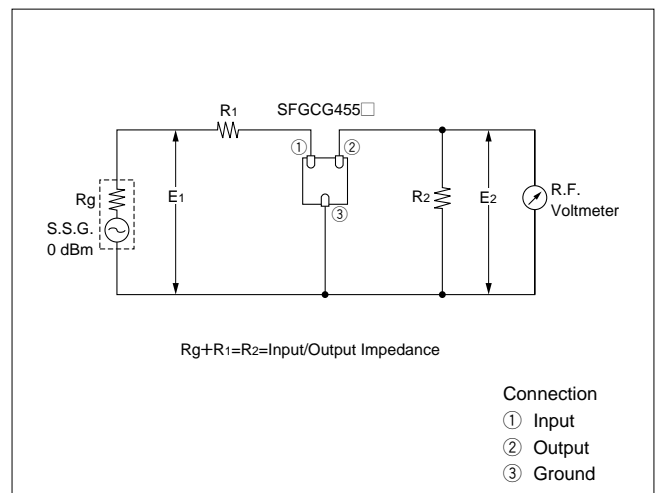 R1 SFGCG455□
① ②
Rg E1 R2 E2 R.F.
Voltmeter
S.S.G.
0 dBm
③
Rg+R1=R2=Input/Output Impedance
Connection
① Input
② Output
③ Ground